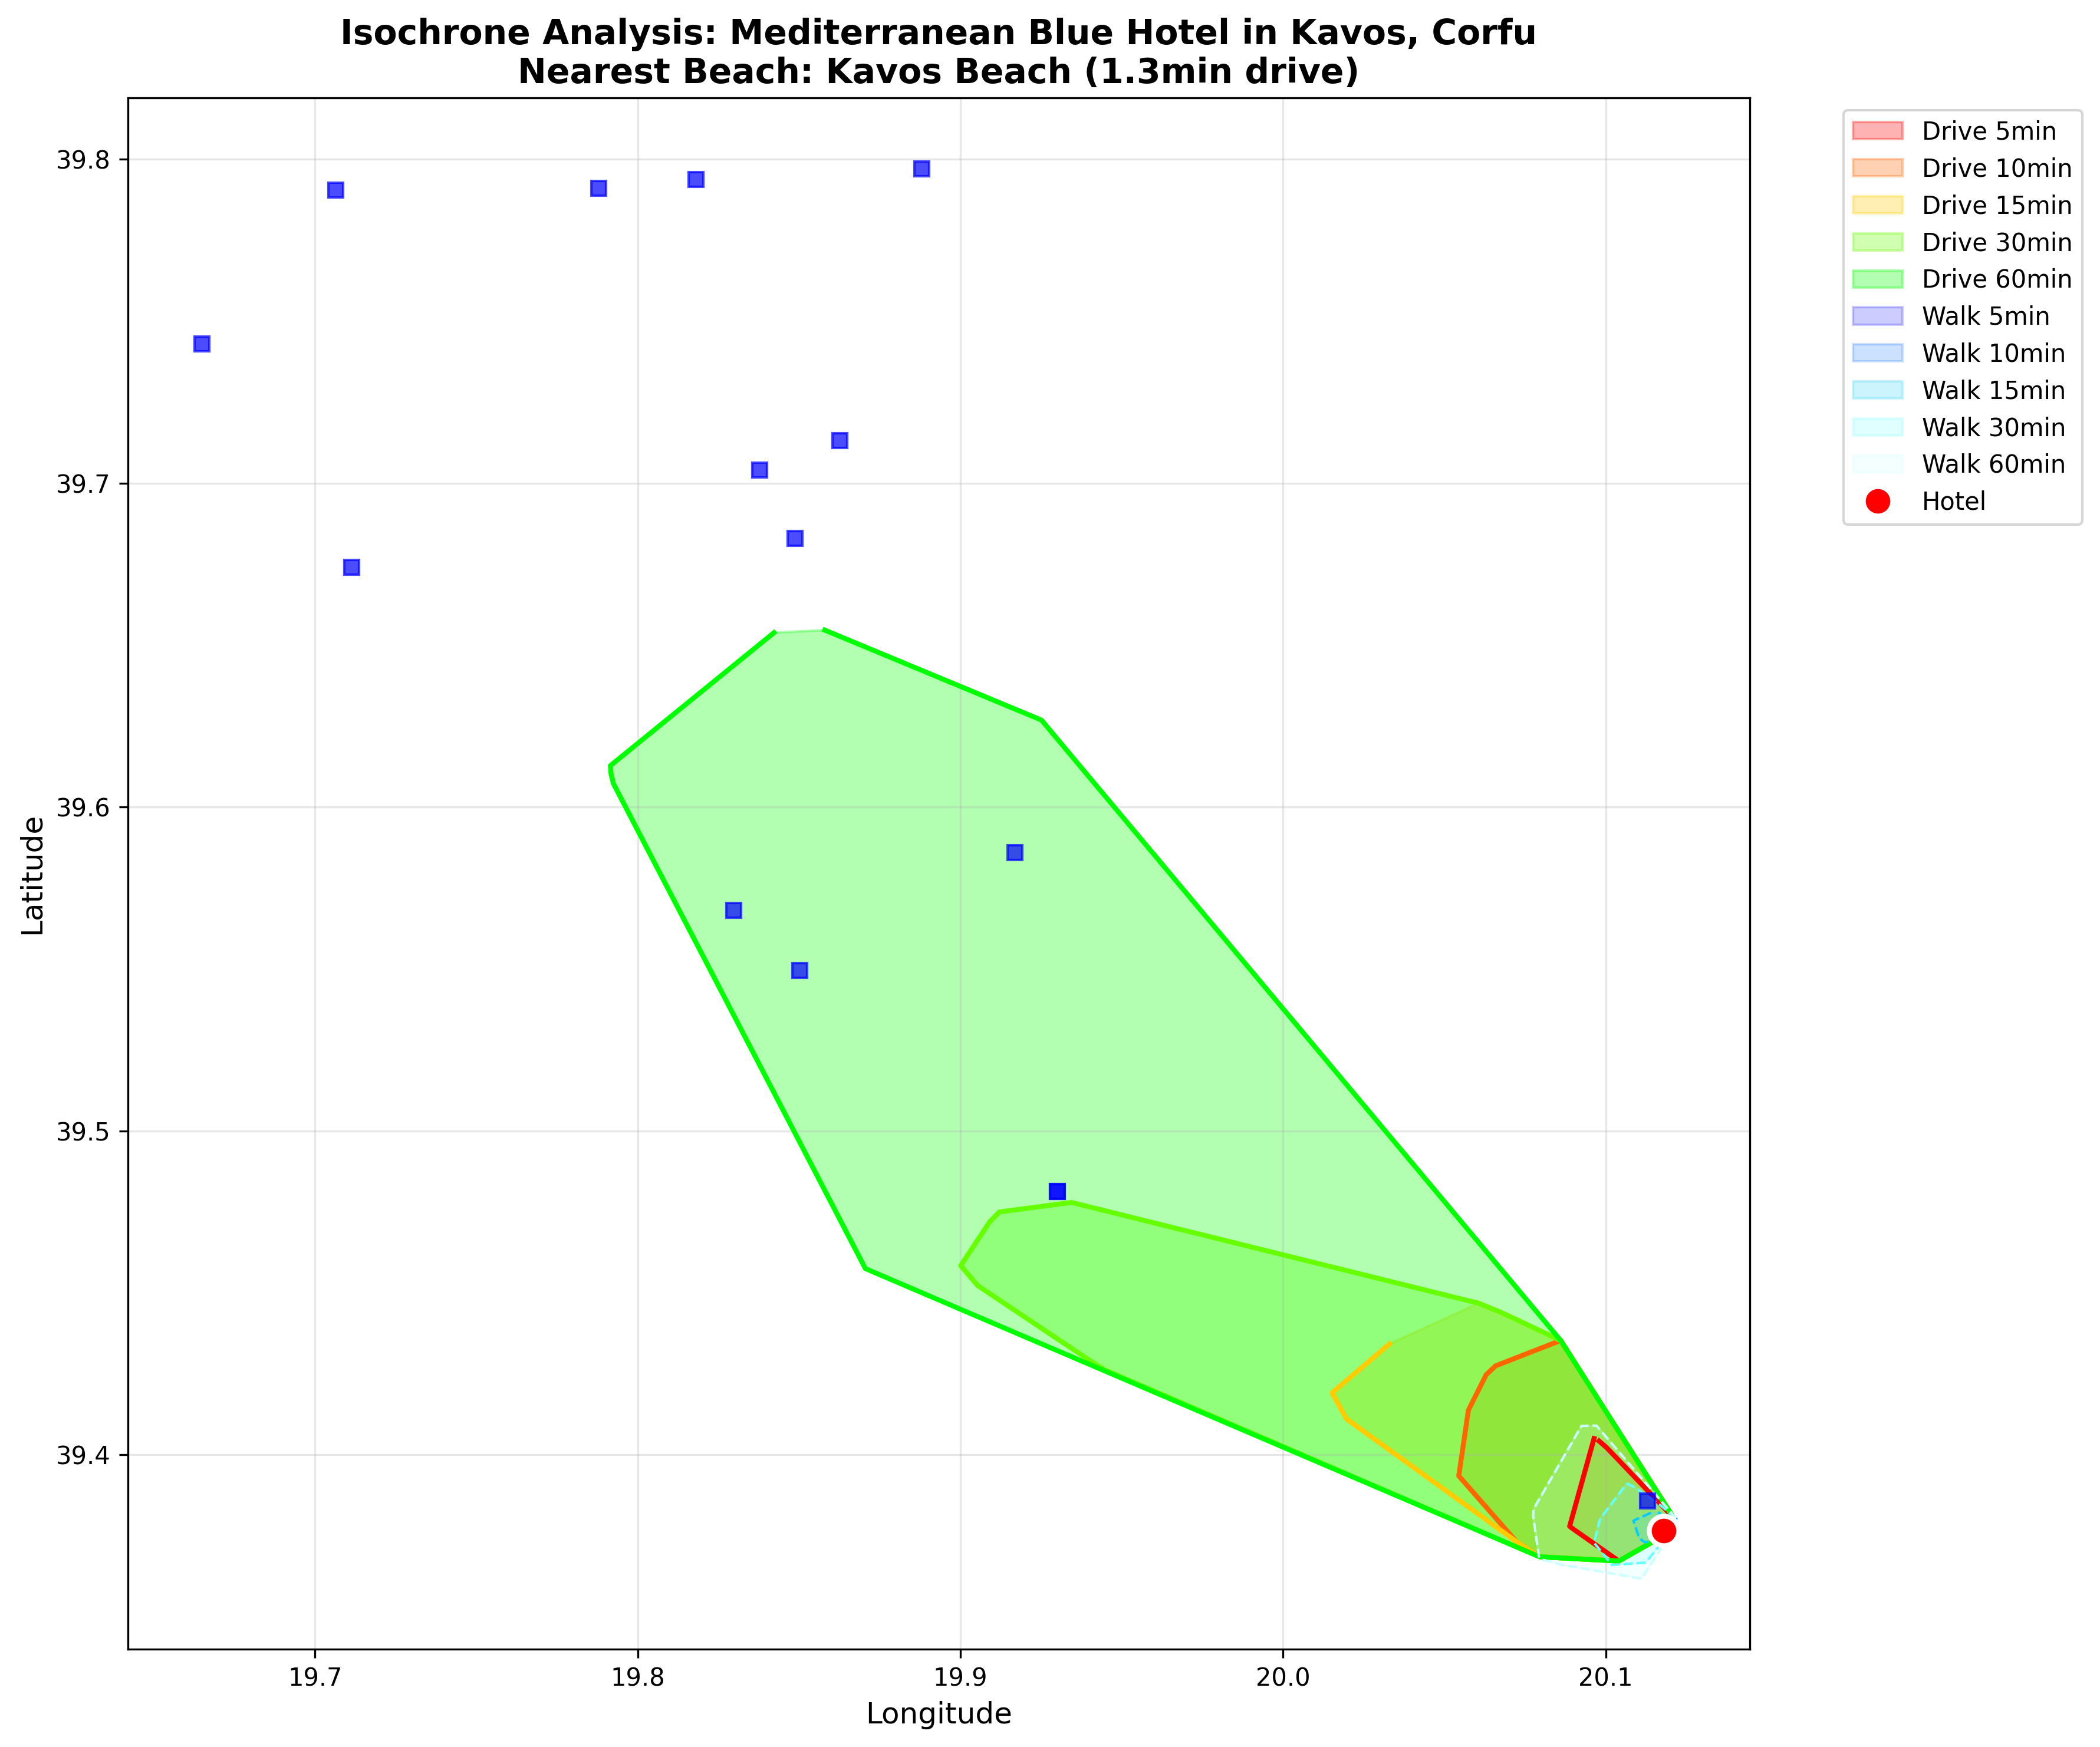 Isochrone Analysis: Mediterranean Blue Hotel in Kavos, Corfu
Nearest Beach: Kavos Beach (1.3min drive)
Drive 5min
Drive 10min
Drive 15min
Drive 30min
Drive 60min
Walk 5min
Walk 10min
Walk 15min
Walk 30min
Walk 60min
Hotel
39.8
39.7
39.6
39.5
39.4
Latitude
19.7
19.8
19.9
20.0
20.1
Longitude